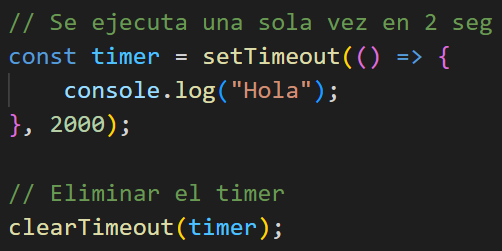 // Se ejecuta una sola vez en 2 seg
const timer = setTimeout(() => {
    console.log("Hola");
}, 2000);

// Eliminar el timer
clearTimeout(timer);